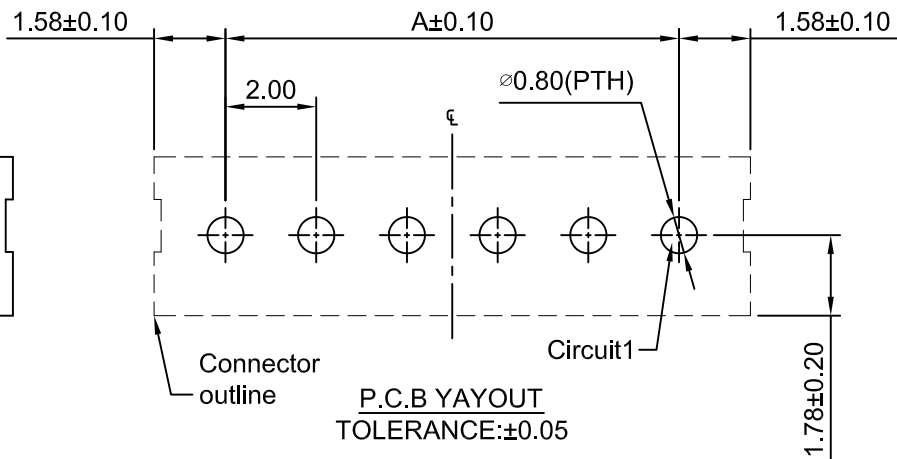 1.58±0.10
A±0.10
1.58±0.10
2.00
⌀0.80(PTH)
℄
Connector
outline
Circuit1
1.78±0.20
P.C.B YAYOUT
TOLERANCE:±0.05